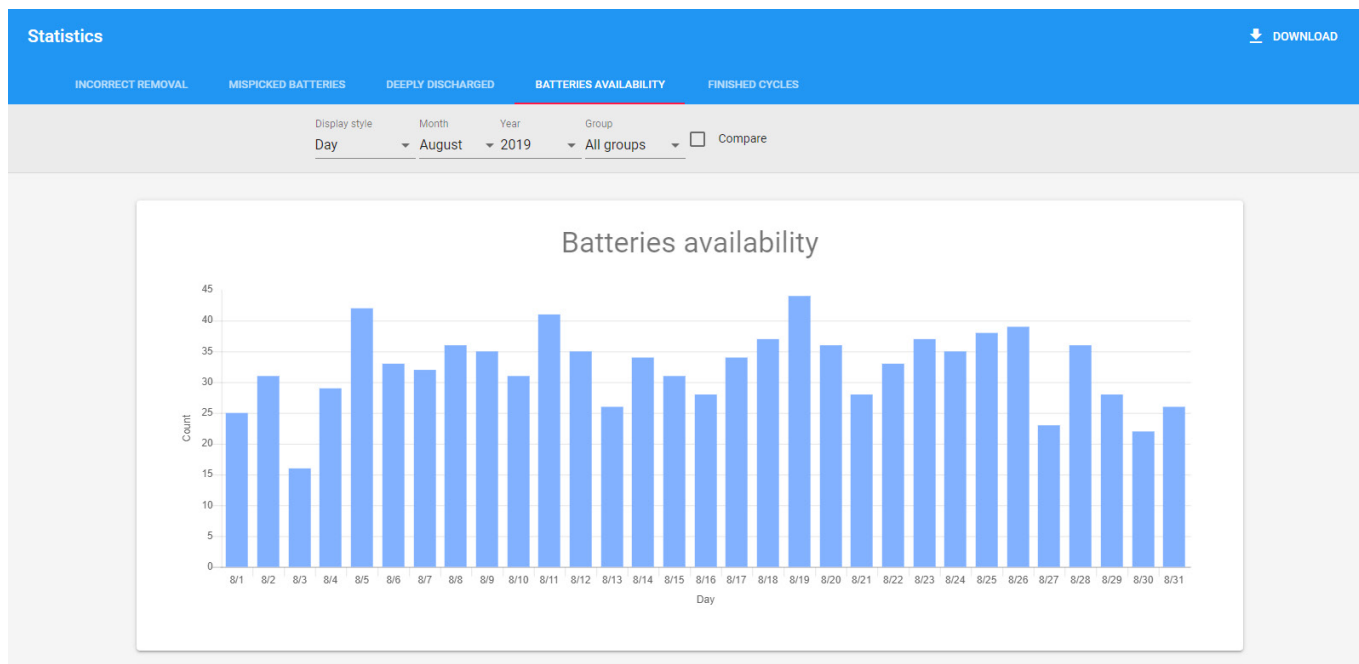 Statistics
DOWNLOAD
INCORRECT REMOVAL MISPICKED BATTERIES DEEPLY DISCHARGED BATTERIES AVAILABILITY FINISHED CYCLES
Display style Month Year Group
Day August 2019 All groups Compare
Batteries availability
45
40
35
30
25
20
15
10
5
0
Count
8/1 8/2 8/3 8/4 8/5 8/6 8/7 8/8 8/9 8/10 8/11 8/12 8/13 8/14 8/15 8/16 8/17 8/18 8/19 8/20 8/21 8/22 8/23 8/24 8/25 8/26 8/27 8/28 8/29 8/30 8/31
Day